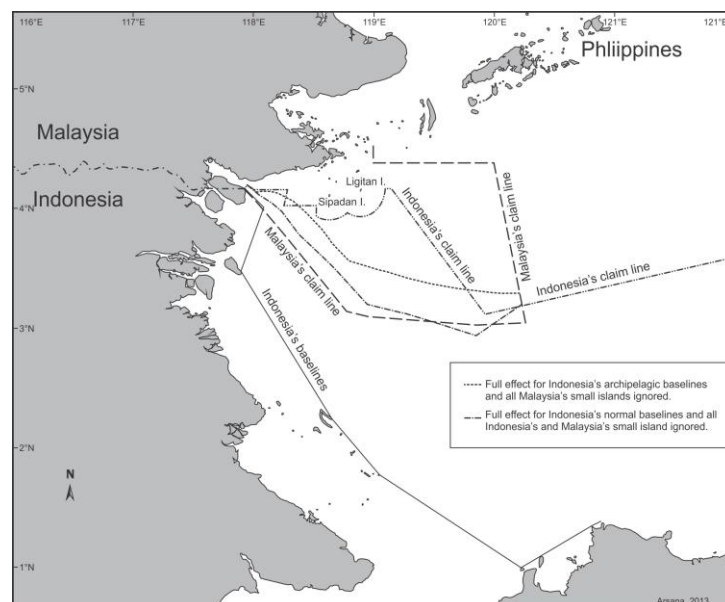 116°E 117°E 118°E 119°E 120°E 121°E 121°E
Phliippines
5°N
Malaysia
Indonesia
4°N
Ligitan I.
Sipadan I.
Indonesia's claim line
Malaysia's claim line
Malaysia's claim line
Indonesia's claim line
3°N
Indonesia's baselines
Full effect for Indonesia's archipelagic baselines
and all Malaysia's small islands ignored.
Full effect for Indonesia's normal baselines and all
Indonesia's and Malaysia's small island ignored.
2°N
N
1°N
Arsana, 2013